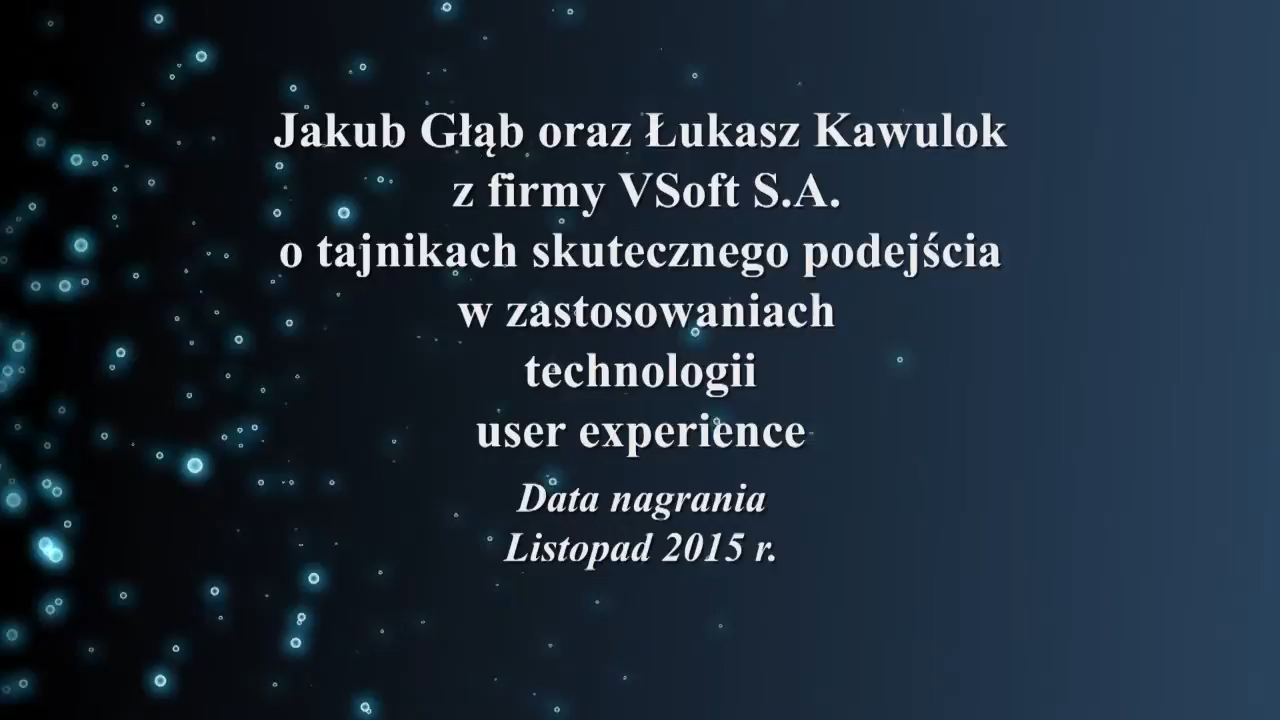 Jakub Głąb oraz Łukasz Kawulok
z firmy VSoft S.A.
o tajnikach skutecznego podejścia
w zastosowaniach
technologii
user experience
Data nagrania
Listopad 2015 r.